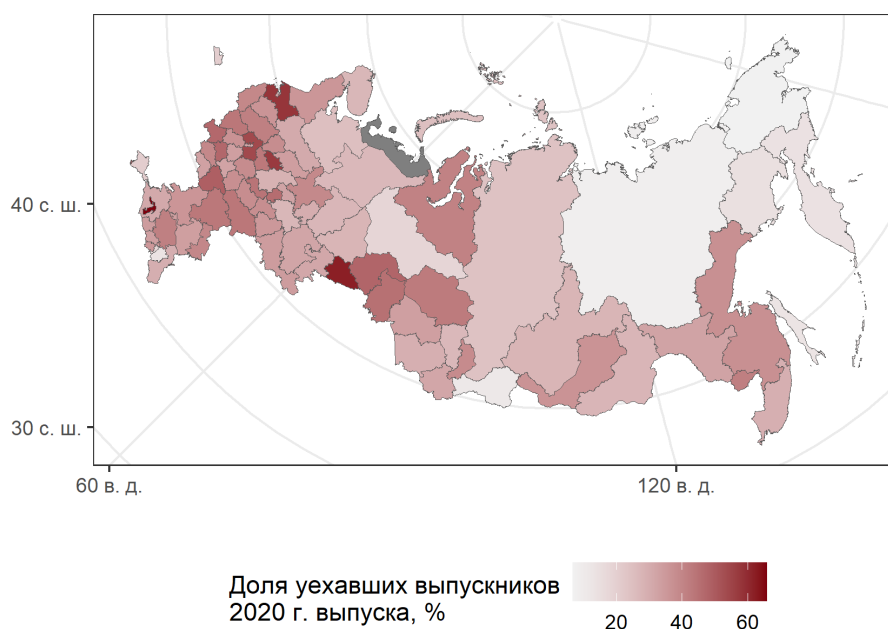 40 с. ш.
30 с. ш.
60 в. д.
120 в. д.
Доля уехавших выпускников
2020 г. выпуска, %
20 40 60